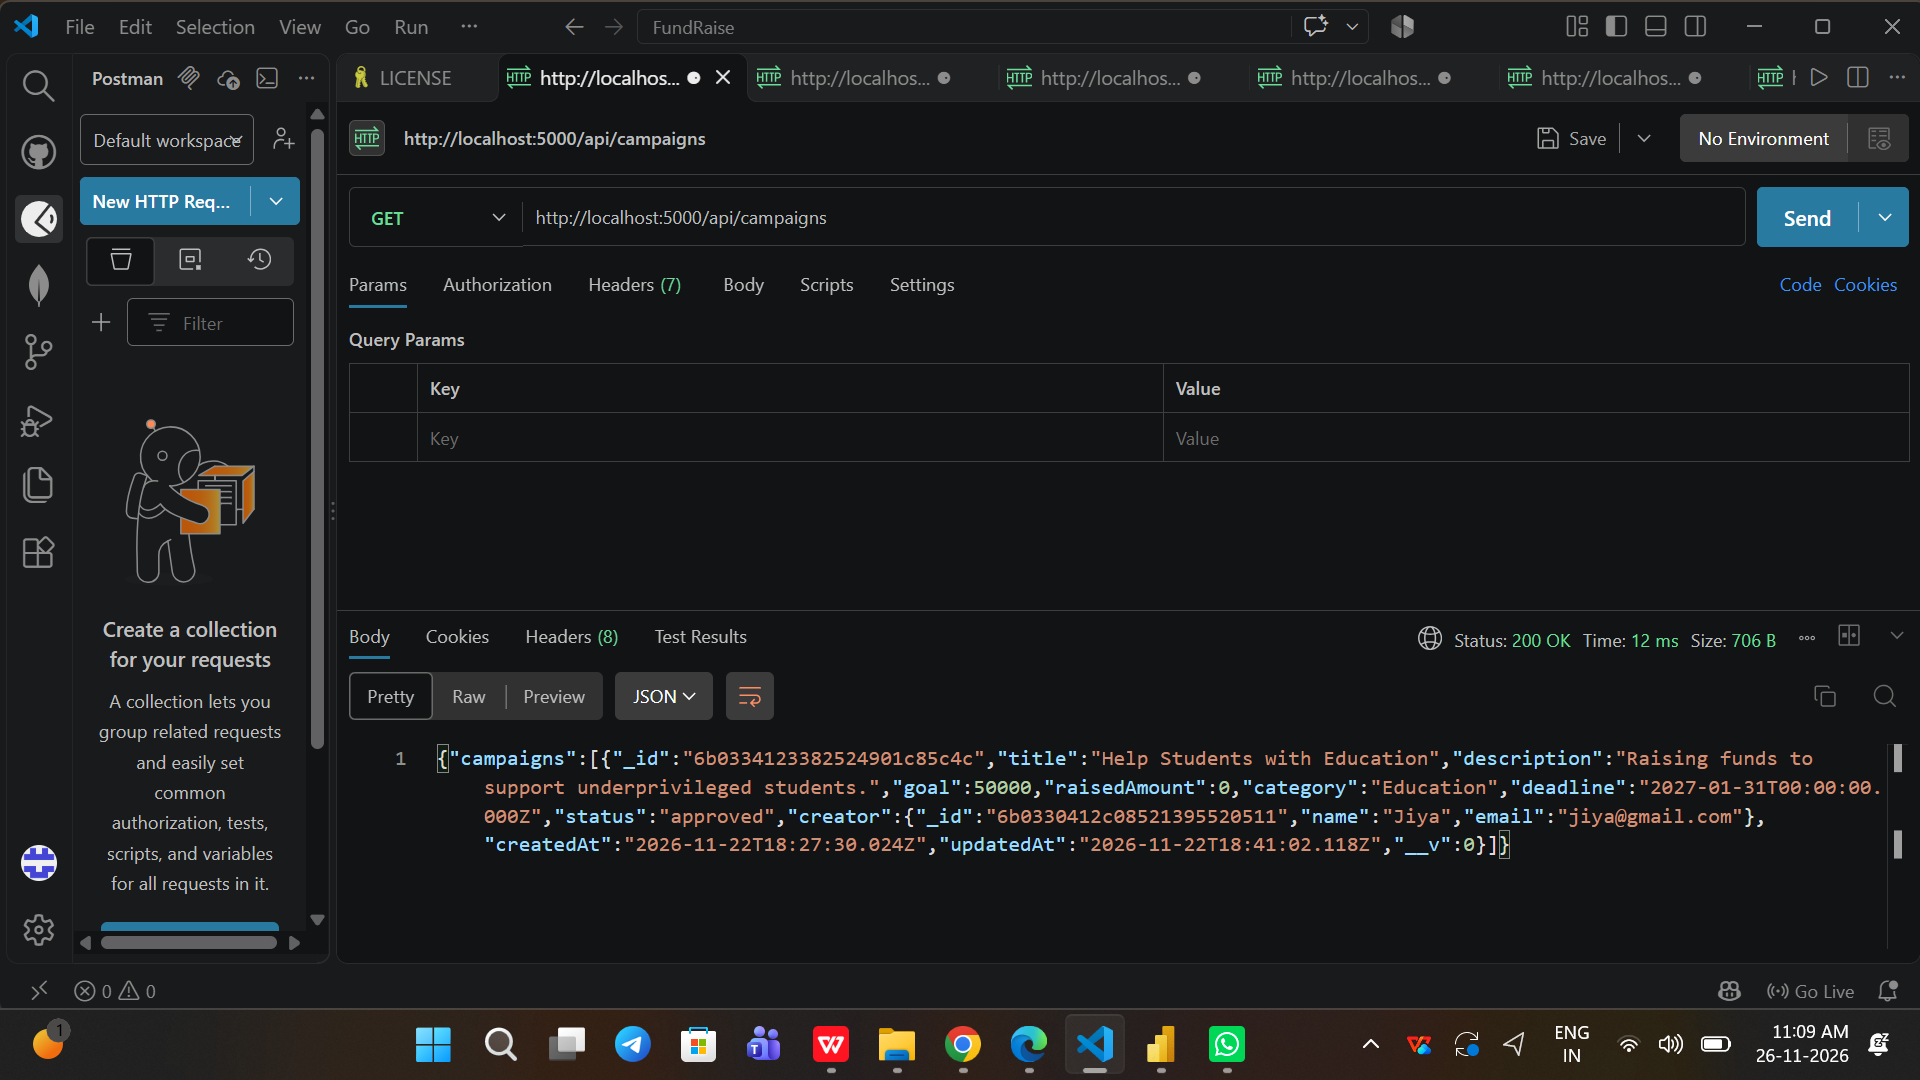 File Edit Selection View Go Run ··· FundRaise
Postman ···
LICENSE
http://localhos...
http://localhos...
http://localhos...
http://localhos...
http://localhos...
Default workspace
http://localhost:5000/api/campaigns
Save
No Environment
New HTTP Req...
GET http://localhost:5000/api/campaigns Send
Filter
Params Authorization Headers (7) Body Scripts Settings Code Cookies
Query Params
Key Value
Key Value
Create a collection
for your requests
A collection lets you
group related requests
and easily set
common
authorization, tests,
scripts, and variables
for all requests in it.
Body Cookies Headers (8) Test Results Status: 200 OK Time: 12 ms Size: 706 B
Pretty Raw Preview JSON
1 {"campaigns":[{"_id":"6b0334123382524901c85c4c","title":"Help Students with Education","description":"Raising funds to
support underprivileged students.","goal":50000,"raisedAmount":0,"category":"Education","deadline":"2027-01-31T00:00:00.
000Z","status":"approved","creator":{"_id":"6b0330412c08521395520511","name":"Jiya","email":"jiya@gmail.com"},
"createdAt":"2026-11-22T18:27:30.024Z","updatedAt":"2026-11-22T18:41:02.118Z","__v":0}]}
0 0 Go Live
1
ENG
IN
11:09 AM
26-11-2026